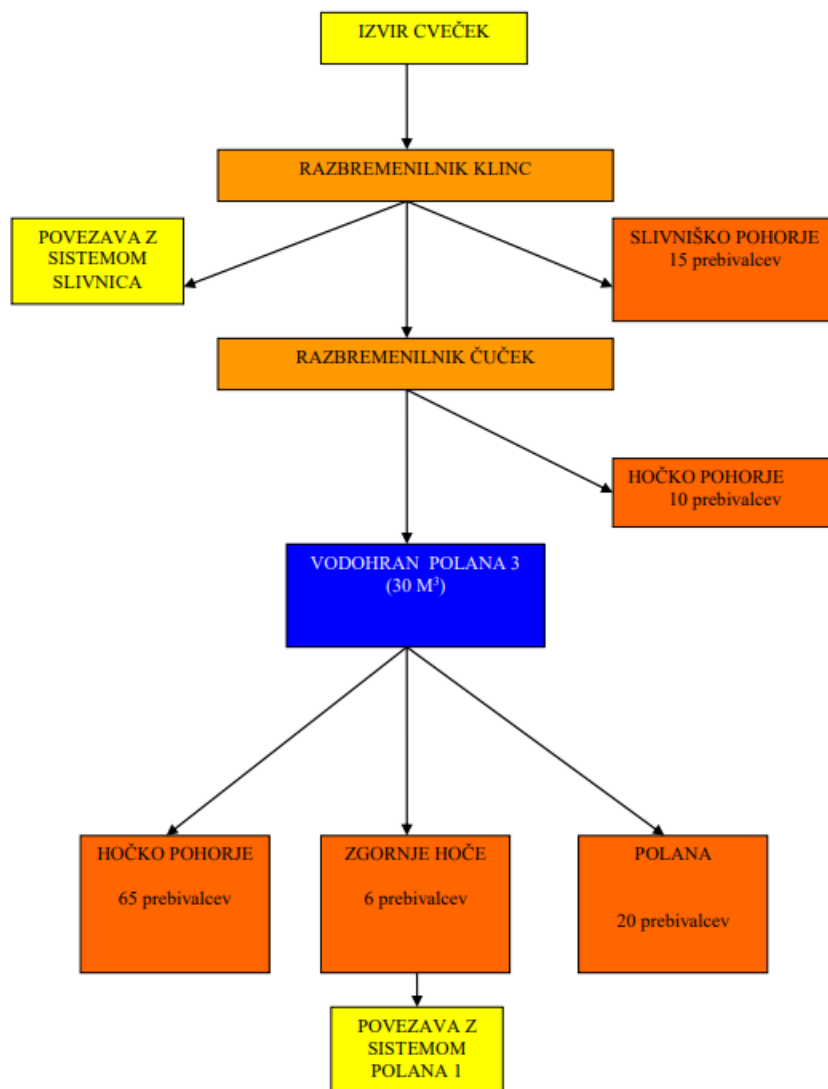 IZVIR CVEČEK
RAZBREMENILNIK KLINC
POVEZAVA Z
SISTEMOM
SLIVNICA
SLIVNIŠKO POHORJE
15 prebivalcev
RAZBREMENILNIK ČUČEK
HOČKO POHORJE
10 prebivalcev
VODOHRAN POLANA 3
(30 M³)
HOČKO POHORJE
65 prebivalcev
ZGORNJE HOČE
6 prebivalcev
POLANA
20 prebivalcev
POVEZAVA Z
SISTEMOM
POLANA 1